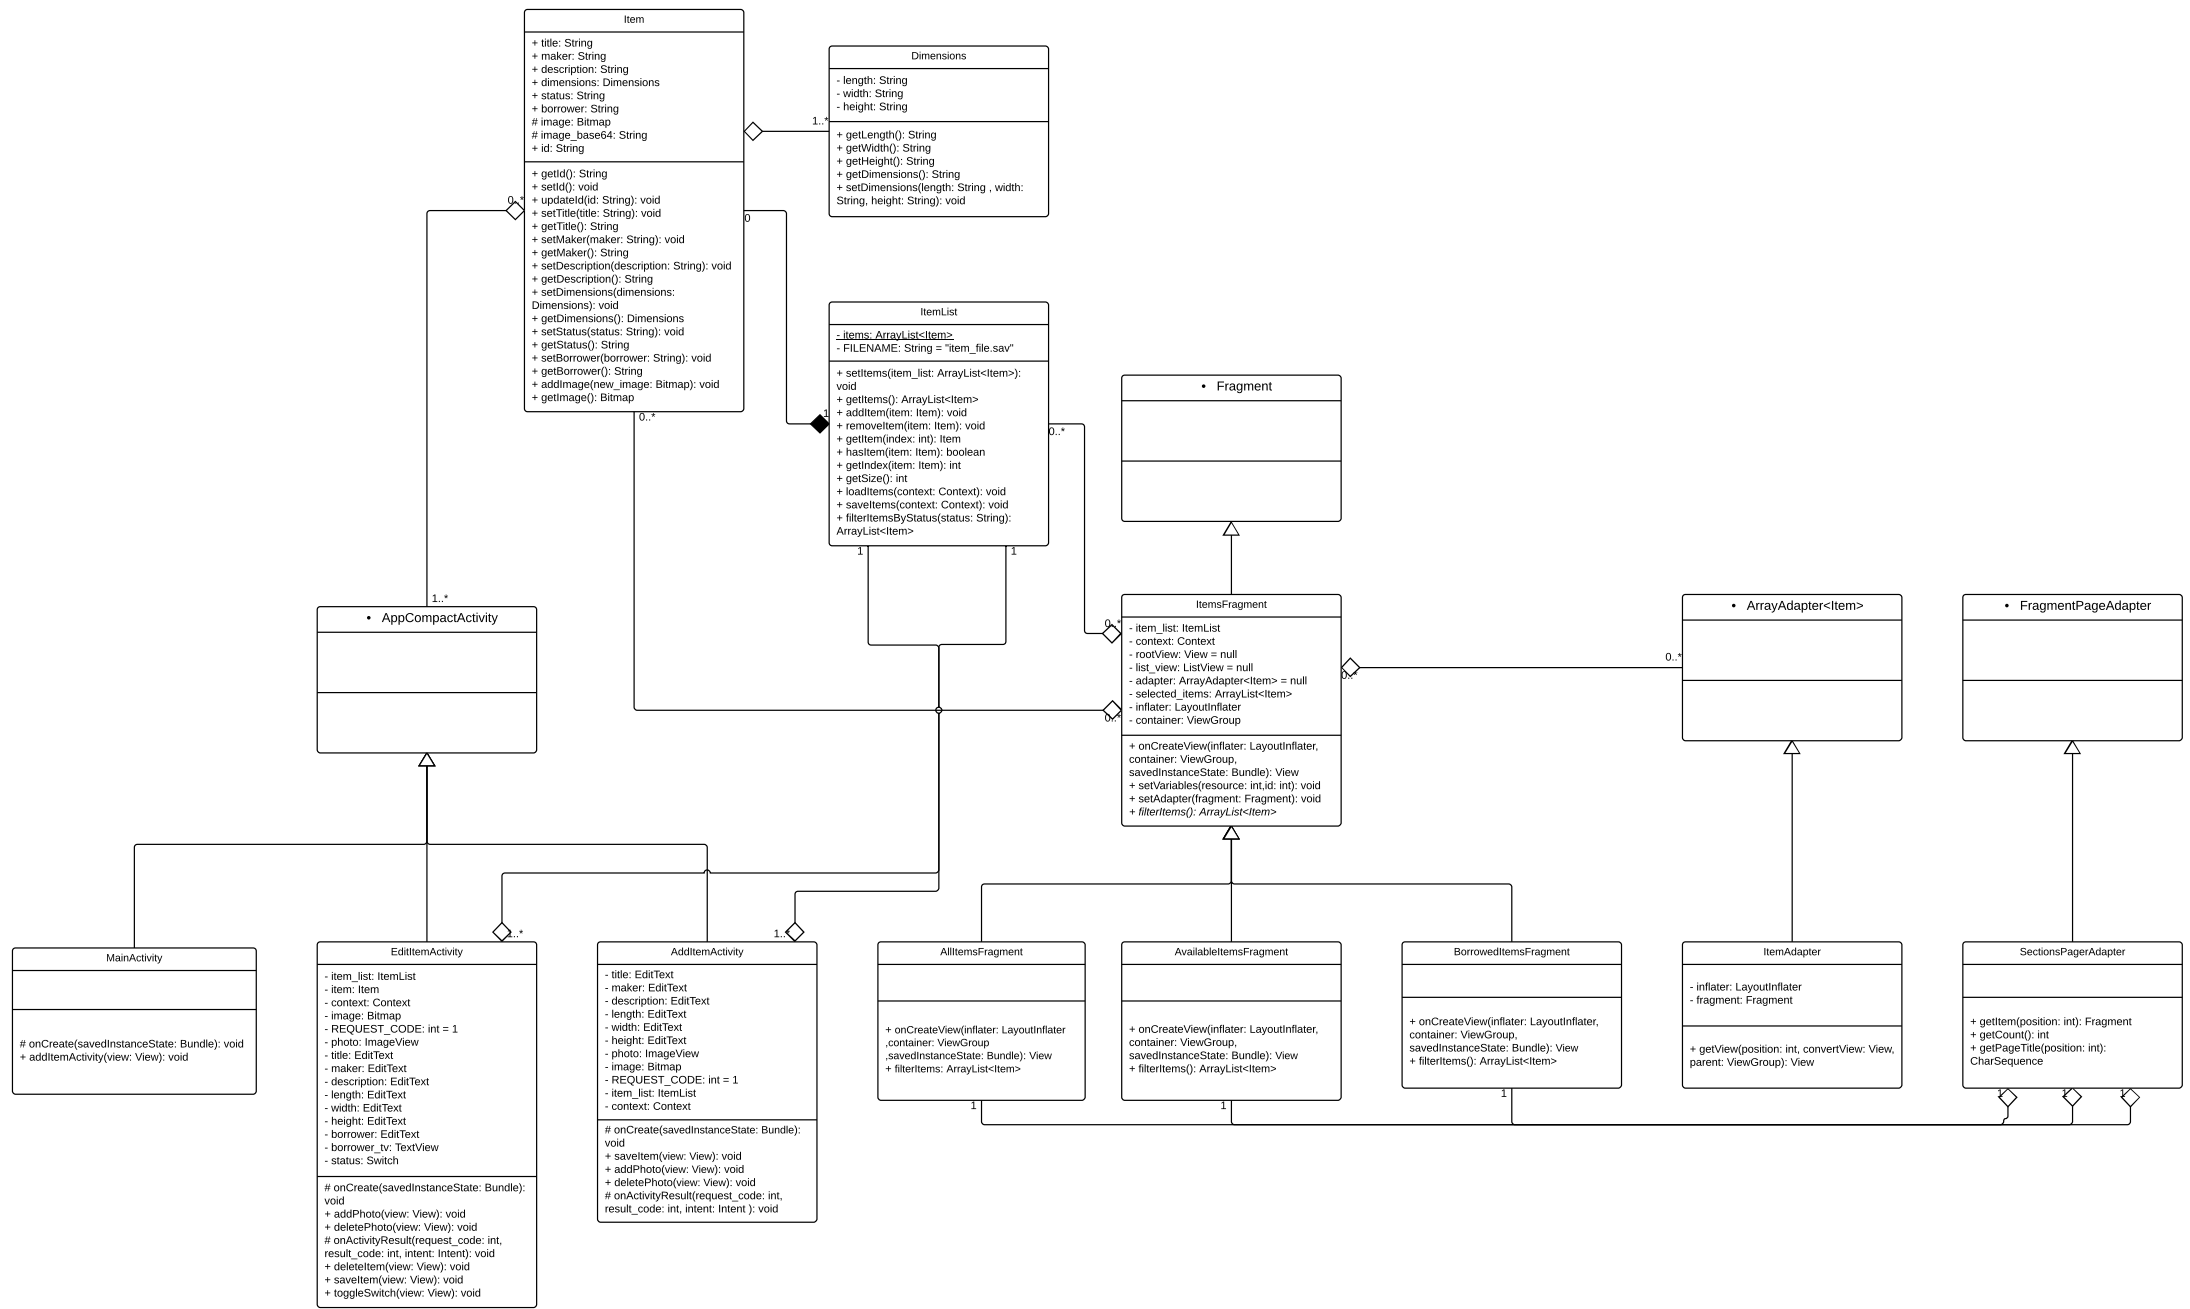 Item
+ title: String
+ maker: String
+ description: String
+ dimensions: Dimensions
+ status: String
+ borrower: String
# image: Bitmap
# image_base64: String
+ id: String
+ getId(): String
+ setId(): void
+ updateId(id: String): void
+ setTitle(title: String): void
+ getTitle(): String
+ setMaker(maker: String): void
+ getMaker(): String
+ setDescription(description: String): void
+ getDescription(): String
+ setDimensions(dimensions:
Dimensions): void
+ getDimensions(): Dimensions
+ setStatus(status: String): void
+ getStatus(): String
+ setBorrower(borrower: String): void
+ getBorrower(): String
+ addImage(new_image: Bitmap): void
+ getImage(): Bitmap
0..*
0
0..*
1..*
Dimensions
- length: String
- width: String
- height: String
+ getLength(): String
+ getWidth(): String
+ getHeight(): String
+ getDimensions(): String
+ setDimensions(length: String , width:
String, height: String): void
ItemList
- items: ArrayList<Item>
- FILENAME: String = "item_file.sav"
+ setItems(item_list: ArrayList<Item>):
void
+ getItems(): ArrayList<Item>
+ addItem(item: Item): void
+ removeItem(item: Item): void
+ getItem(index: int): Item
+ hasItem(item: Item): boolean
+ getIndex(item: Item): int
+ getSize(): int
+ loadItems(context: Context): void
+ saveItems(context: Context): void
+ filterItemsByStatus(status: String):
ArrayList<Item>
1
0..*
1
1
• Fragment
1..*
• AppCompactActivity
0..*
0..*
ItemsFragment
- item_list: ItemList
- context: Context
- rootView: View = null
- list_view: ListView = null
- adapter: ArrayAdapter<Item> = null
- selected_items: ArrayList<Item>
- inflater: LayoutInflater
- container: ViewGroup
+ onCreateView(inflater: LayoutInflater,
container: ViewGroup,
savedInstanceState: Bundle): View
+ setVariables(resource: int,id: int): void
+ setAdapter(fragment: Fragment): void
+ filterItems(): ArrayList<Item>
0..*
0..*
• ArrayAdapter<Item>
• FragmentPageAdapter
MainActivity
# onCreate(savedInstanceState: Bundle): void
+ addItemActivity(view: View): void
1..*
EditItemActivity
- item_list: ItemList
- item: Item
- context: Context
- image: Bitmap
- REQUEST_CODE: int = 1
- photo: ImageView
- title: EditText
- maker: EditText
- description: EditText
- length: EditText
- width: EditText
- height: EditText
- borrower: EditText
- borrower_tv: TextView
- status: Switch
# onCreate(savedInstanceState: Bundle):
void
+ addPhoto(view: View): void
+ deletePhoto(view: View): void
# onActivityResult(request_code: int,
result_code: int, intent: Intent): void
+ deleteItem(view: View): void
+ saveItem(view: View): void
+ toggleSwitch(view: View): void
1..*
AddItemActivity
- title: EditText
- maker: EditText
- description: EditText
- length: EditText
- width: EditText
- height: EditText
- photo: ImageView
- image: Bitmap
- REQUEST_CODE: int = 1
- item_list: ItemList
- context: Context
# onCreate(savedInstanceState: Bundle):
void
+ saveItem(view: View): void
+ addPhoto(view: View): void
+ deletePhoto(view: View): void
# onActivityResult(request_code: int,
result_code: int, intent: Intent ): void
AllItemsFragment
+ onCreateView(inflater: LayoutInflater
,container: ViewGroup
,savedInstanceState: Bundle): View
+ filterItems: ArrayList<Item>
1
AvailableItemsFragment
+ onCreateView(inflater: LayoutInflater,
container: ViewGroup,
savedInstanceState: Bundle): View
+ filterItems(): ArrayList<Item>
1
BorrowedItemsFragment
+ onCreateView(inflater: LayoutInflater,
container: ViewGroup,
savedInstanceState: Bundle): View
+ filterItems(): ArrayList<Item>
1
ItemAdapter
- inflater: LayoutInflater
- fragment: Fragment
+ getView(position: int, convertView: View,
parent: ViewGroup): View
SectionsPagerAdapter
+ getItem(position: int): Fragment
+ getCount(): int
+ getPageTitle(position: int):
CharSequence
1
1
1